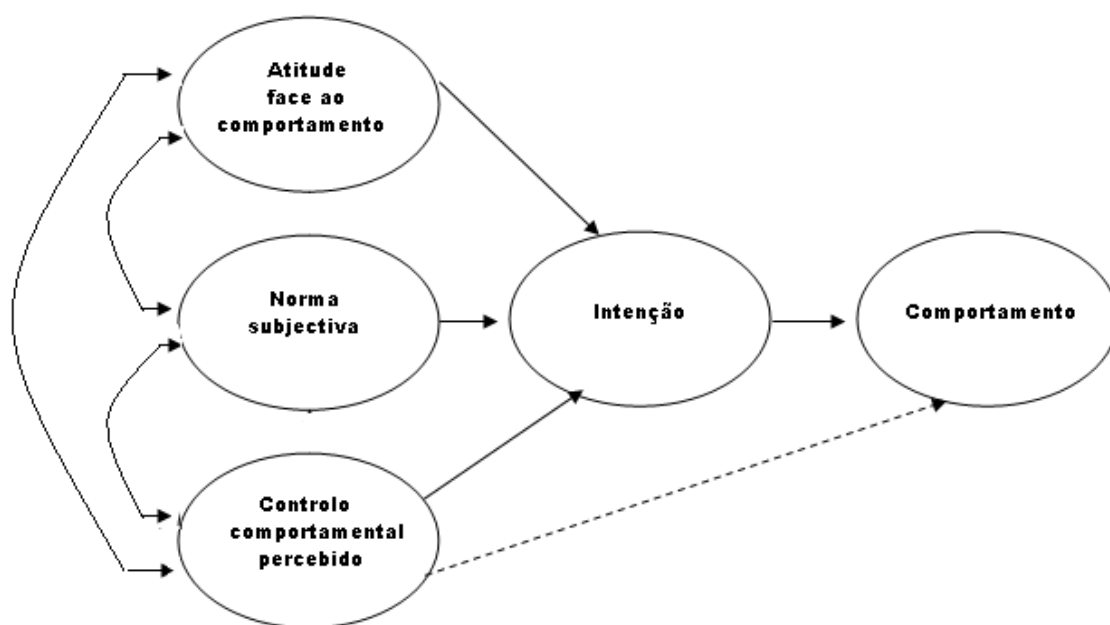 Atitude
face ao
comportamento
Norma
subjectiva
Intenção
Comportamento
Controlo
comportamental
percebido